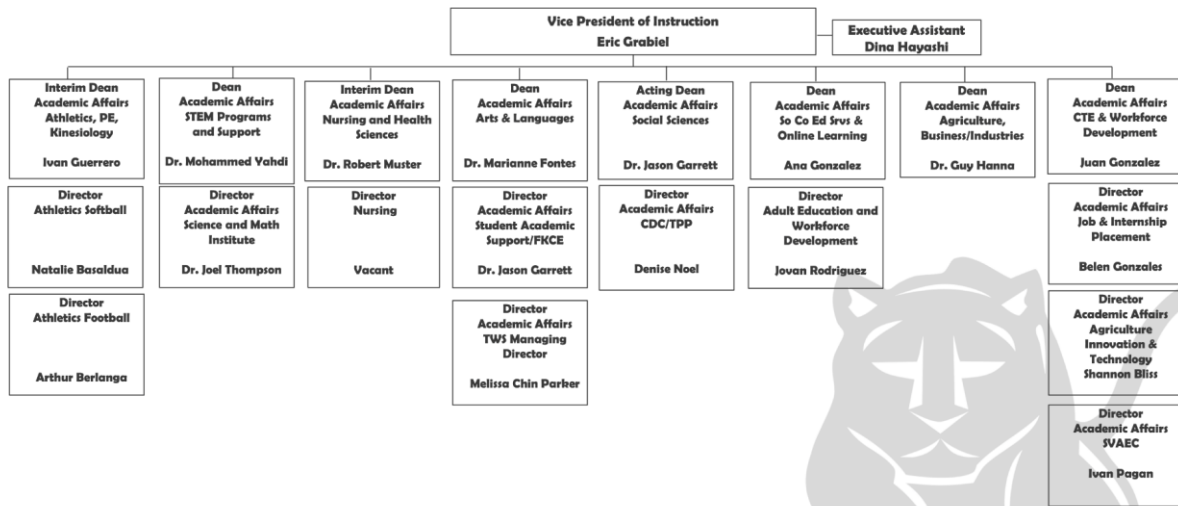 Vice President of Instruction
Eric Grabiel
Executive Assistant
Dina Hayashi
Interim Dean
Academic Affairs
Athletics, PE,
Kinesiology
Ivan Guerrero
Dean
Academic Affairs
STEM Programs
and Support
Dr. Mohammed Yahdi
Interim Dean
Academic Affairs
Nursing and Health
Sciences
Dr. Robert Muster
Dean
Academic Affairs
Arts & Languages
Dr. Marianne Fontes
Acting Dean
Academic Affairs
Social Sciences
Dr. Jason Garrett
Dean
Academic Affairs
So Co Ed Srvs &
Online Learning
Ana Gonzalez
Dean
Academic Affairs
Agriculture,
Business/Industries
Dr. Guy Hanna
Dean
Academic Affairs
CTE & Workforce
Development
Juan Gonzalez
Director
Athletics Softball
Natalie Basaldua
Director
Academic Affairs
Science and Math
Institute
Dr. Joel Thompson
Director
Nursing
Vacant
Director
Academic Affairs
Student Academic
Support/FKCE
Dr. Jason Garrett
Director
Academic Affairs
CDC/TPP
Denise Noel
Director
Adult Education and
Workforce
Development
Jovan Rodriguez
Director
Academic Affairs
Job & Internship
Placement
Belen Gonzales
Director
Athletics Football
Arthur Berlanga
Director
Academic Affairs
TWS Managing
Director
Melissa Chin Parker
Director
Academic Affairs
Agriculture
Innovation &
Technology
Shannon Bliss
Director
Academic Affairs
SVAEC
Ivan Pagan